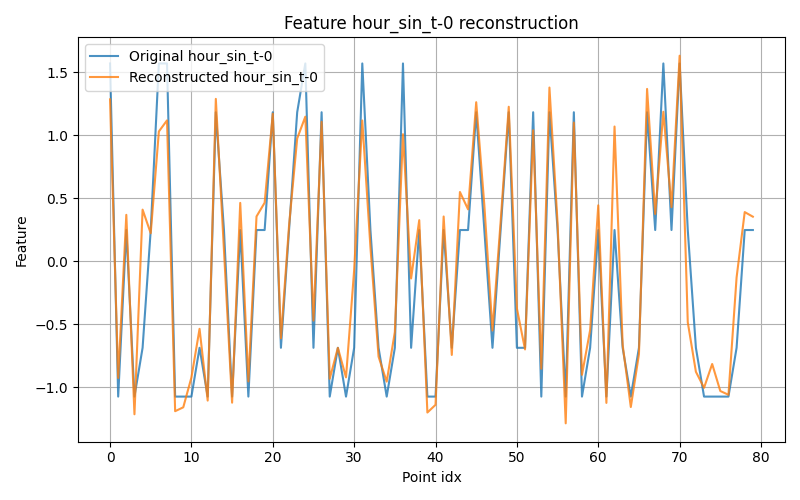 Feature hour_sin_t-0 reconstruction
Original hour_sin_t-0
Reconstructed hour_sin_t-0
1.5
1.0
0.5
0.0
−0.5
−1.0
Feature
0 10 20 30 40 50 60 70 80
Point idx